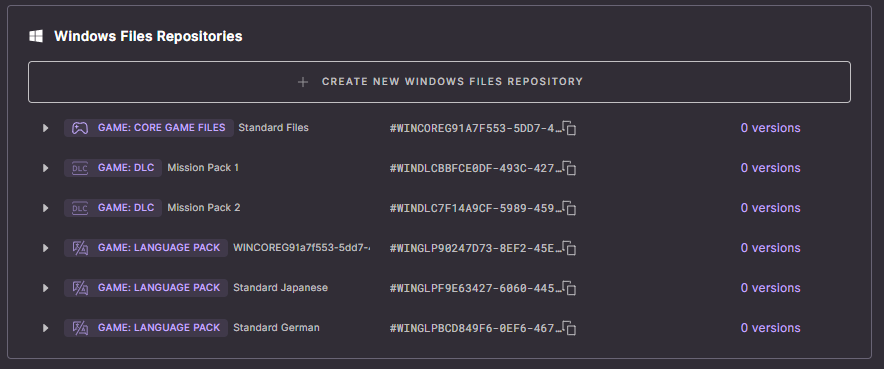 Windows Files Repositories
+ CREATE NEW WINDOWS FILES REPOSITORY
GAME: CORE GAME FILES Standard Files #WINCOREG91A7F553-5DD7-4… 0 versions
DLC GAME: DLC Mission Pack 1 #WINDLCBBFCE0DF-493C-427… 0 versions
DLC GAME: DLC Mission Pack 2 #WINDLC7F14A9CF-5989-459… 0 versions
GAME: LANGUAGE PACK WINCOREG91a7f553-5dd7- #WINGLP90247D73-8EF2-45E… 0 versions
GAME: LANGUAGE PACK Standard Japanese #WINGLPF9E63427-6060-445… 0 versions
GAME: LANGUAGE PACK Standard German #WINGLPBCD849F6-0EF6-467… 0 versions